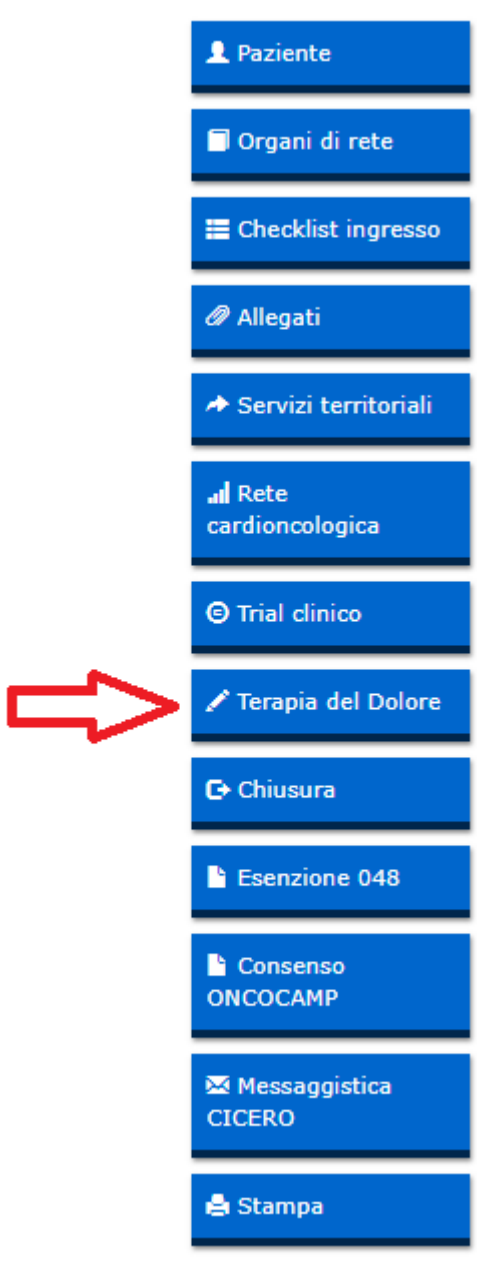 Paziente
Organi di rete
Checklist ingresso
Allegati
Servizi territoriali
Rete
cardioncologica
Trial clinico
Terapia del Dolore
Chiusura
Esenzione 048
Consenso
ONCOCAMP
Messaggistica
CICERO
Stampa